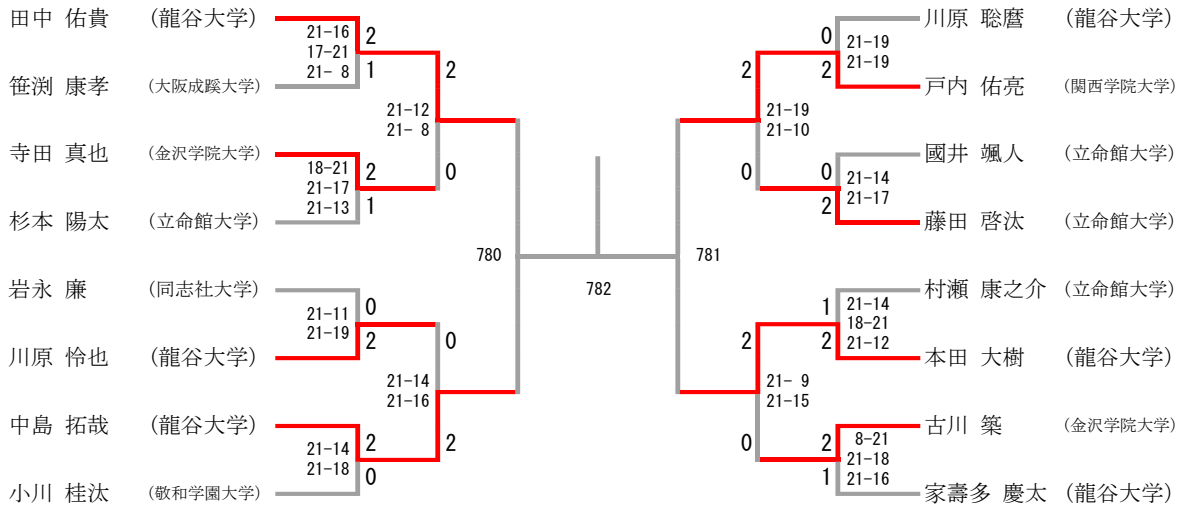 田中 佑貴 (龍谷大学)
21-16 2
17-21
21- 8 1
笹渕 康孝 (大阪成蹊大学)
2
21-12
21- 8
0
寺田 真也 (金沢学院大学)
18-21 2
21-17
21-13 1
杉本 陽太 (立命館大学)
780
岩永 廉 (同志社大学)
21-11 0
21-19 2
川原 怜也 (龍谷大学)
0
21-14
21-16
2
中島 拓哉 (龍谷大学)
21-14 2
21-18 0
小川 桂汰 (敬和学園大学)
782
川原 聡麿 (龍谷大学)
0 21-19
2 21-19
戸内 佑亮 (関西学院大学)
2
21-19
21-10
0
國井 颯人 (立命館大学)
0 21-14
2 21-17
藤田 啓汰 (立命館大学)
781
村瀬 康之介 (立命館大学)
1 21-14
18-21
2 21-12
本田 大樹 (龍谷大学)
2
21- 9
21-15
0
古川 築 (金沢学院大学)
2 8-21
21-18
1 21-16
家壽多 慶太 (龍谷大学)